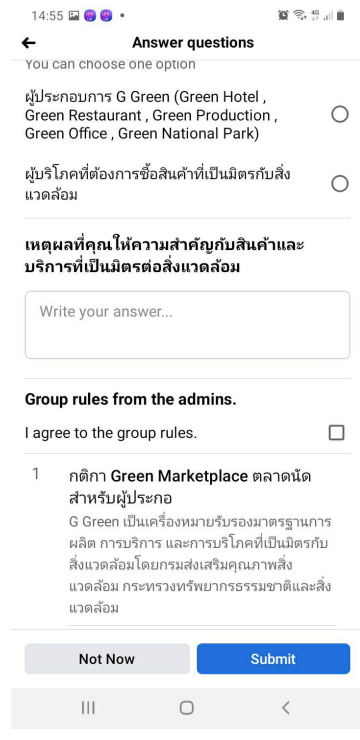 14:55
4G
Answer questions
You can choose one option
ผู้ประกอบการ G Green (Green Hotel ,
Green Restaurant , Green Production ,
Green Office , Green National Park)
ผู้บริโภคที่ต้องการซื้อสินค้าที่เป็นมิตรกับสิ่ง
แวดล้อม
เหตุผลที่คุณให้ความสำคัญกับสินค้าและ
บริการที่เป็นมิตรต่อสิ่งแวดล้อม
Write your answer...
Group rules from the admins.
I agree to the group rules.
1 กติกา Green Marketplace ตลาดนัด
สำหรับผู้ประกอ
G Green เป็นเครื่องหมายรับรองมาตรฐานการ
ผลิต การบริการ และการบริโภคที่เป็นมิตรกับ
สิ่งแวดล้อมโดยกรมส่งเสริมคุณภาพสิ่ง
แวดล้อม กระทรวงทรัพยากรธรรมชาติและสิ่ง
แวดล้อม
Not Now
Submit